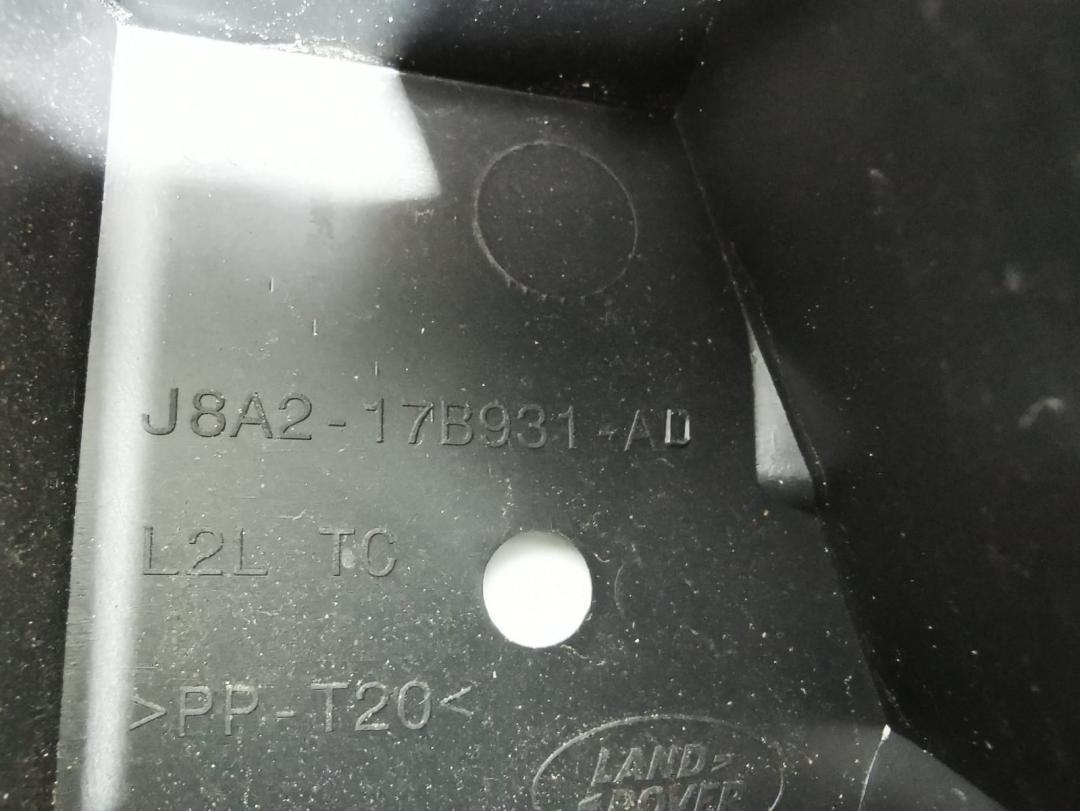 J8A2-17B931-AD
L2L TC
>PP-T20<
LAND>
<ROVER